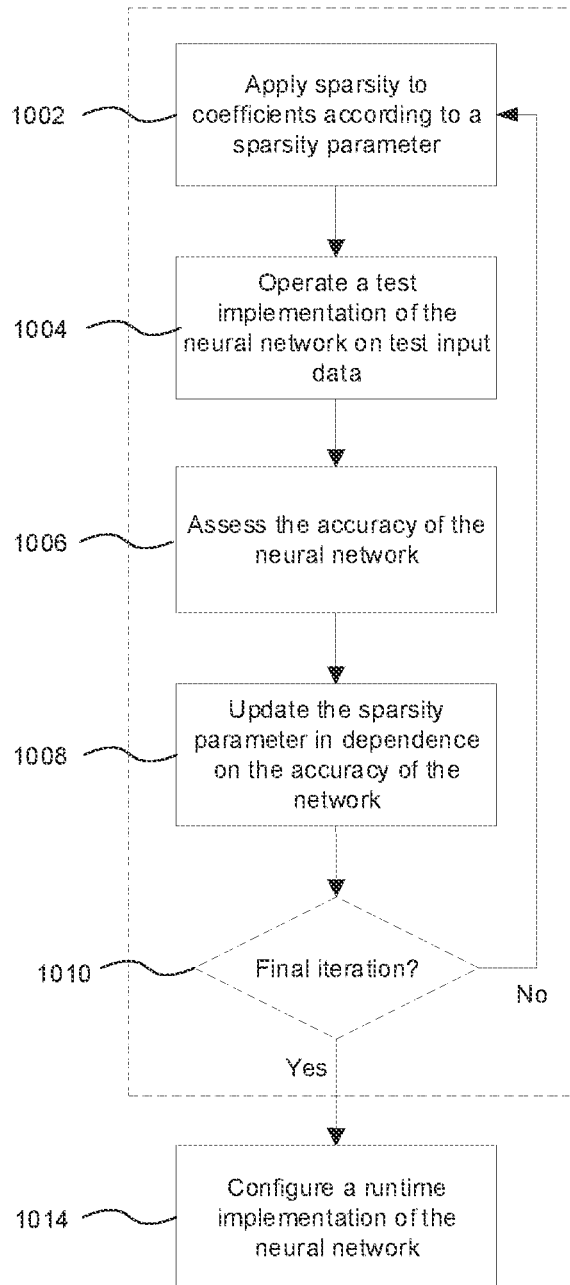 1002
Apply sparsity to
coefficients according to a
sparsity parameter
1004
Operate a test
implementation of the
neural network on test input
data
1006
Assess the accuracy of the
neural network
1008
Update the sparsity
parameter in dependence
on the accuracy of the
network
1010
Final iteration?
No
Yes
1014
Configure a runtime
implementation of the
neural network